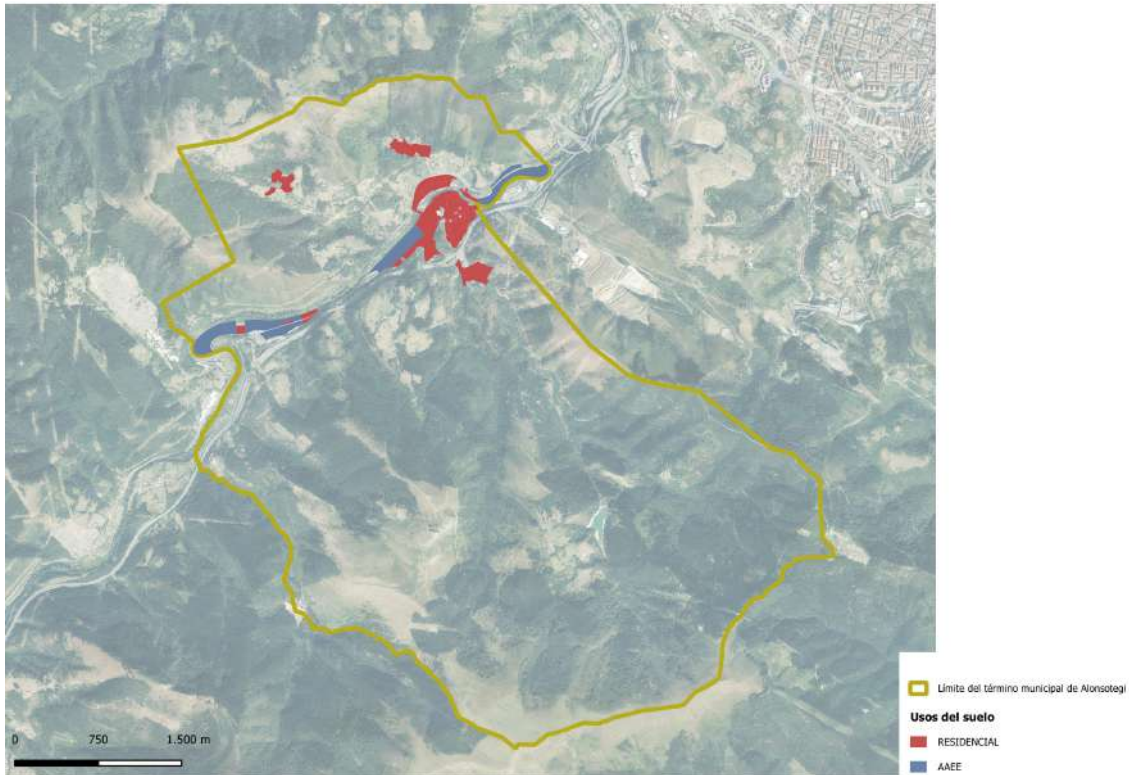 0 750 1.500 m
Límite del término municipal de Alonsotegi
Usos del suelo
RESIDENCIAL
AAEE